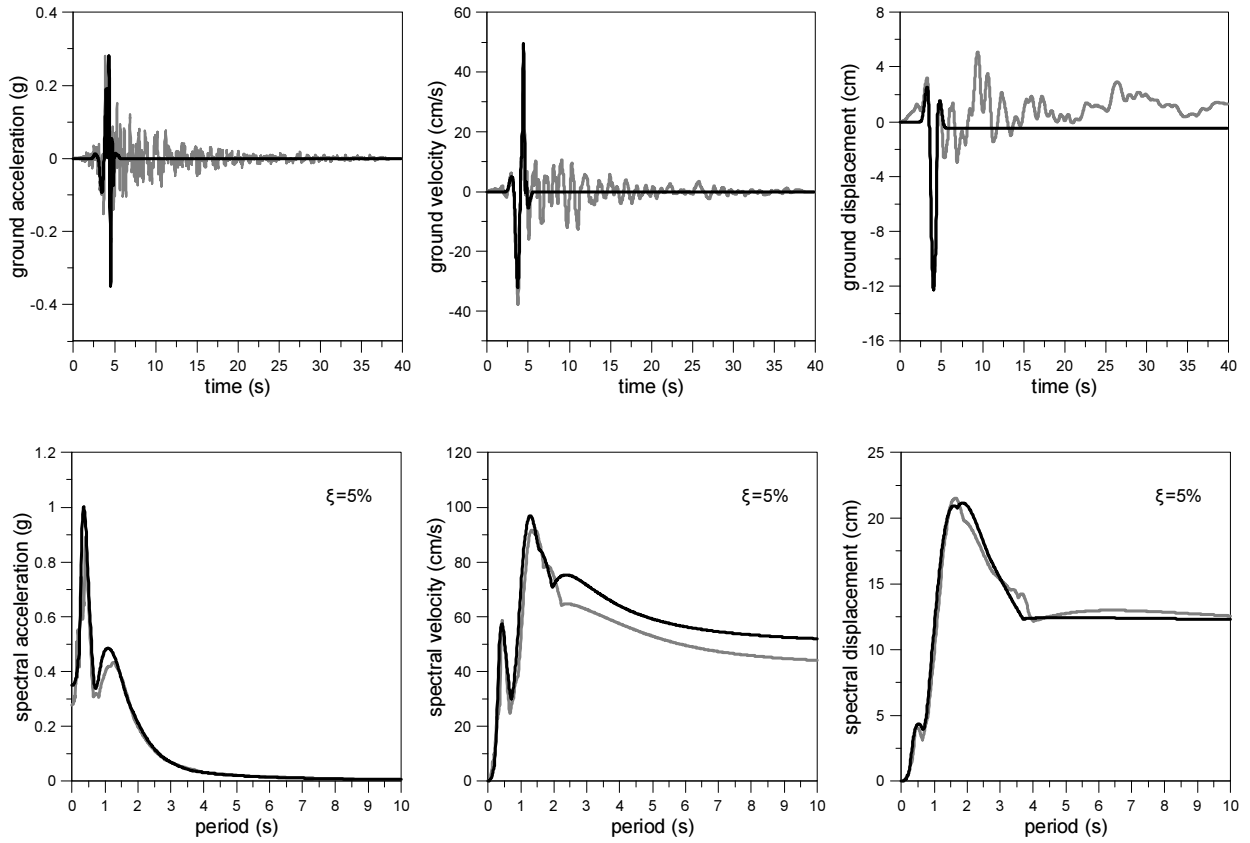 ground acceleration (g)
0.4
0.2
0
-0.2
-0.4
0 5 10 15 20 25 30 35 40
time (s)
ground velocity (cm/s)
60
40
20
0
-20
-40
0 5 10 15 20 25 30 35 40
time (s)
ground displacement (cm)
8
4
0
-4
-8
-12
-16
0 5 10 15 20 25 30 35 40
time (s)
spectral acceleration (g)
1.2
1
0.8
0.6
0.4
0.2
0
ξ=5%
0 1 2 3 4 5 6 7 8 9 10
period (s)
spectral velocity (cm/s)
120
100
80
60
40
20
0
ξ=5%
0 1 2 3 4 5 6 7 8 9 10
period (s)
spectral displacement (cm)
25
20
15
10
5
0
ξ=5%
0 1 2 3 4 5 6 7 8 9 10
period (s)